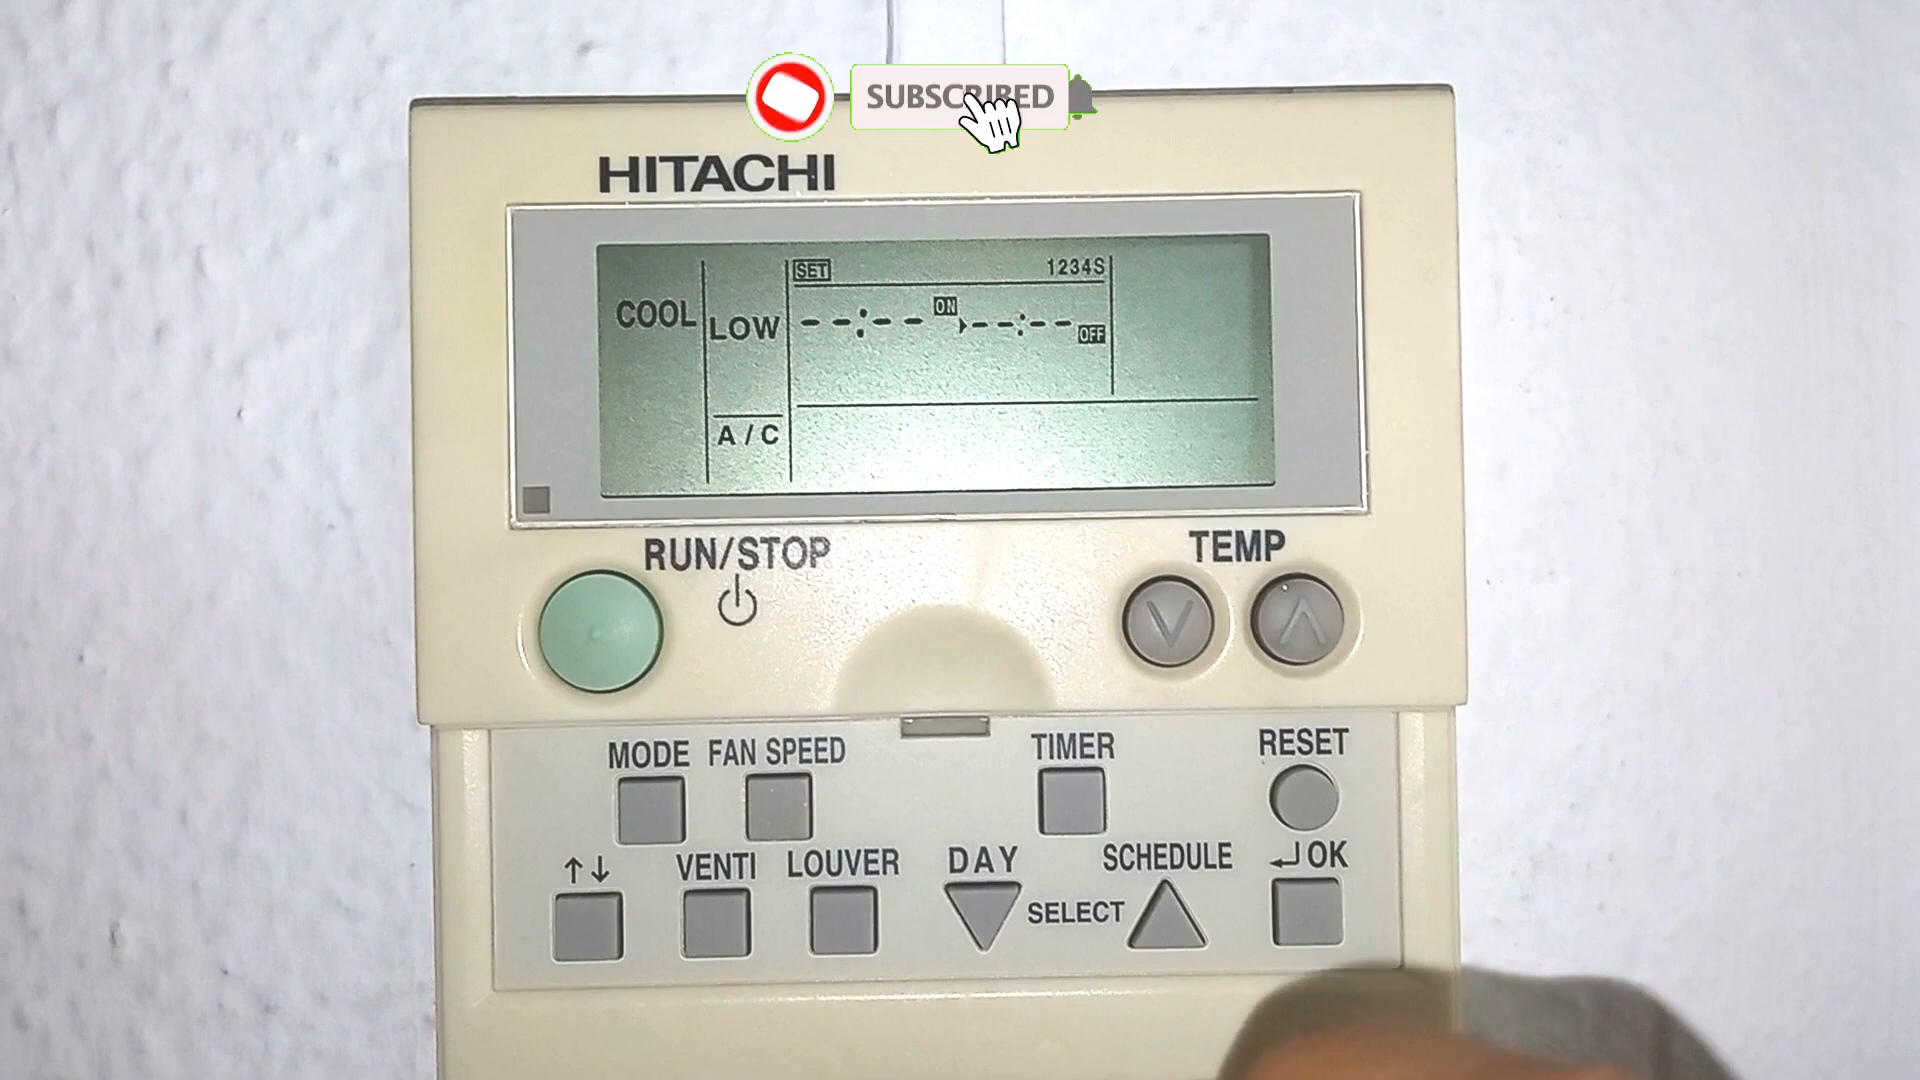 SUBSCRIBED
HITACHI
SET 1234S
COOL LOW --:-- ON --:-- OFF
A/C
RUN/STOP TEMP
MODE FAN SPEED TIMER RESET
↑↓ VENTI LOUVER DAY SCHEDULE ↵OK
SELECT